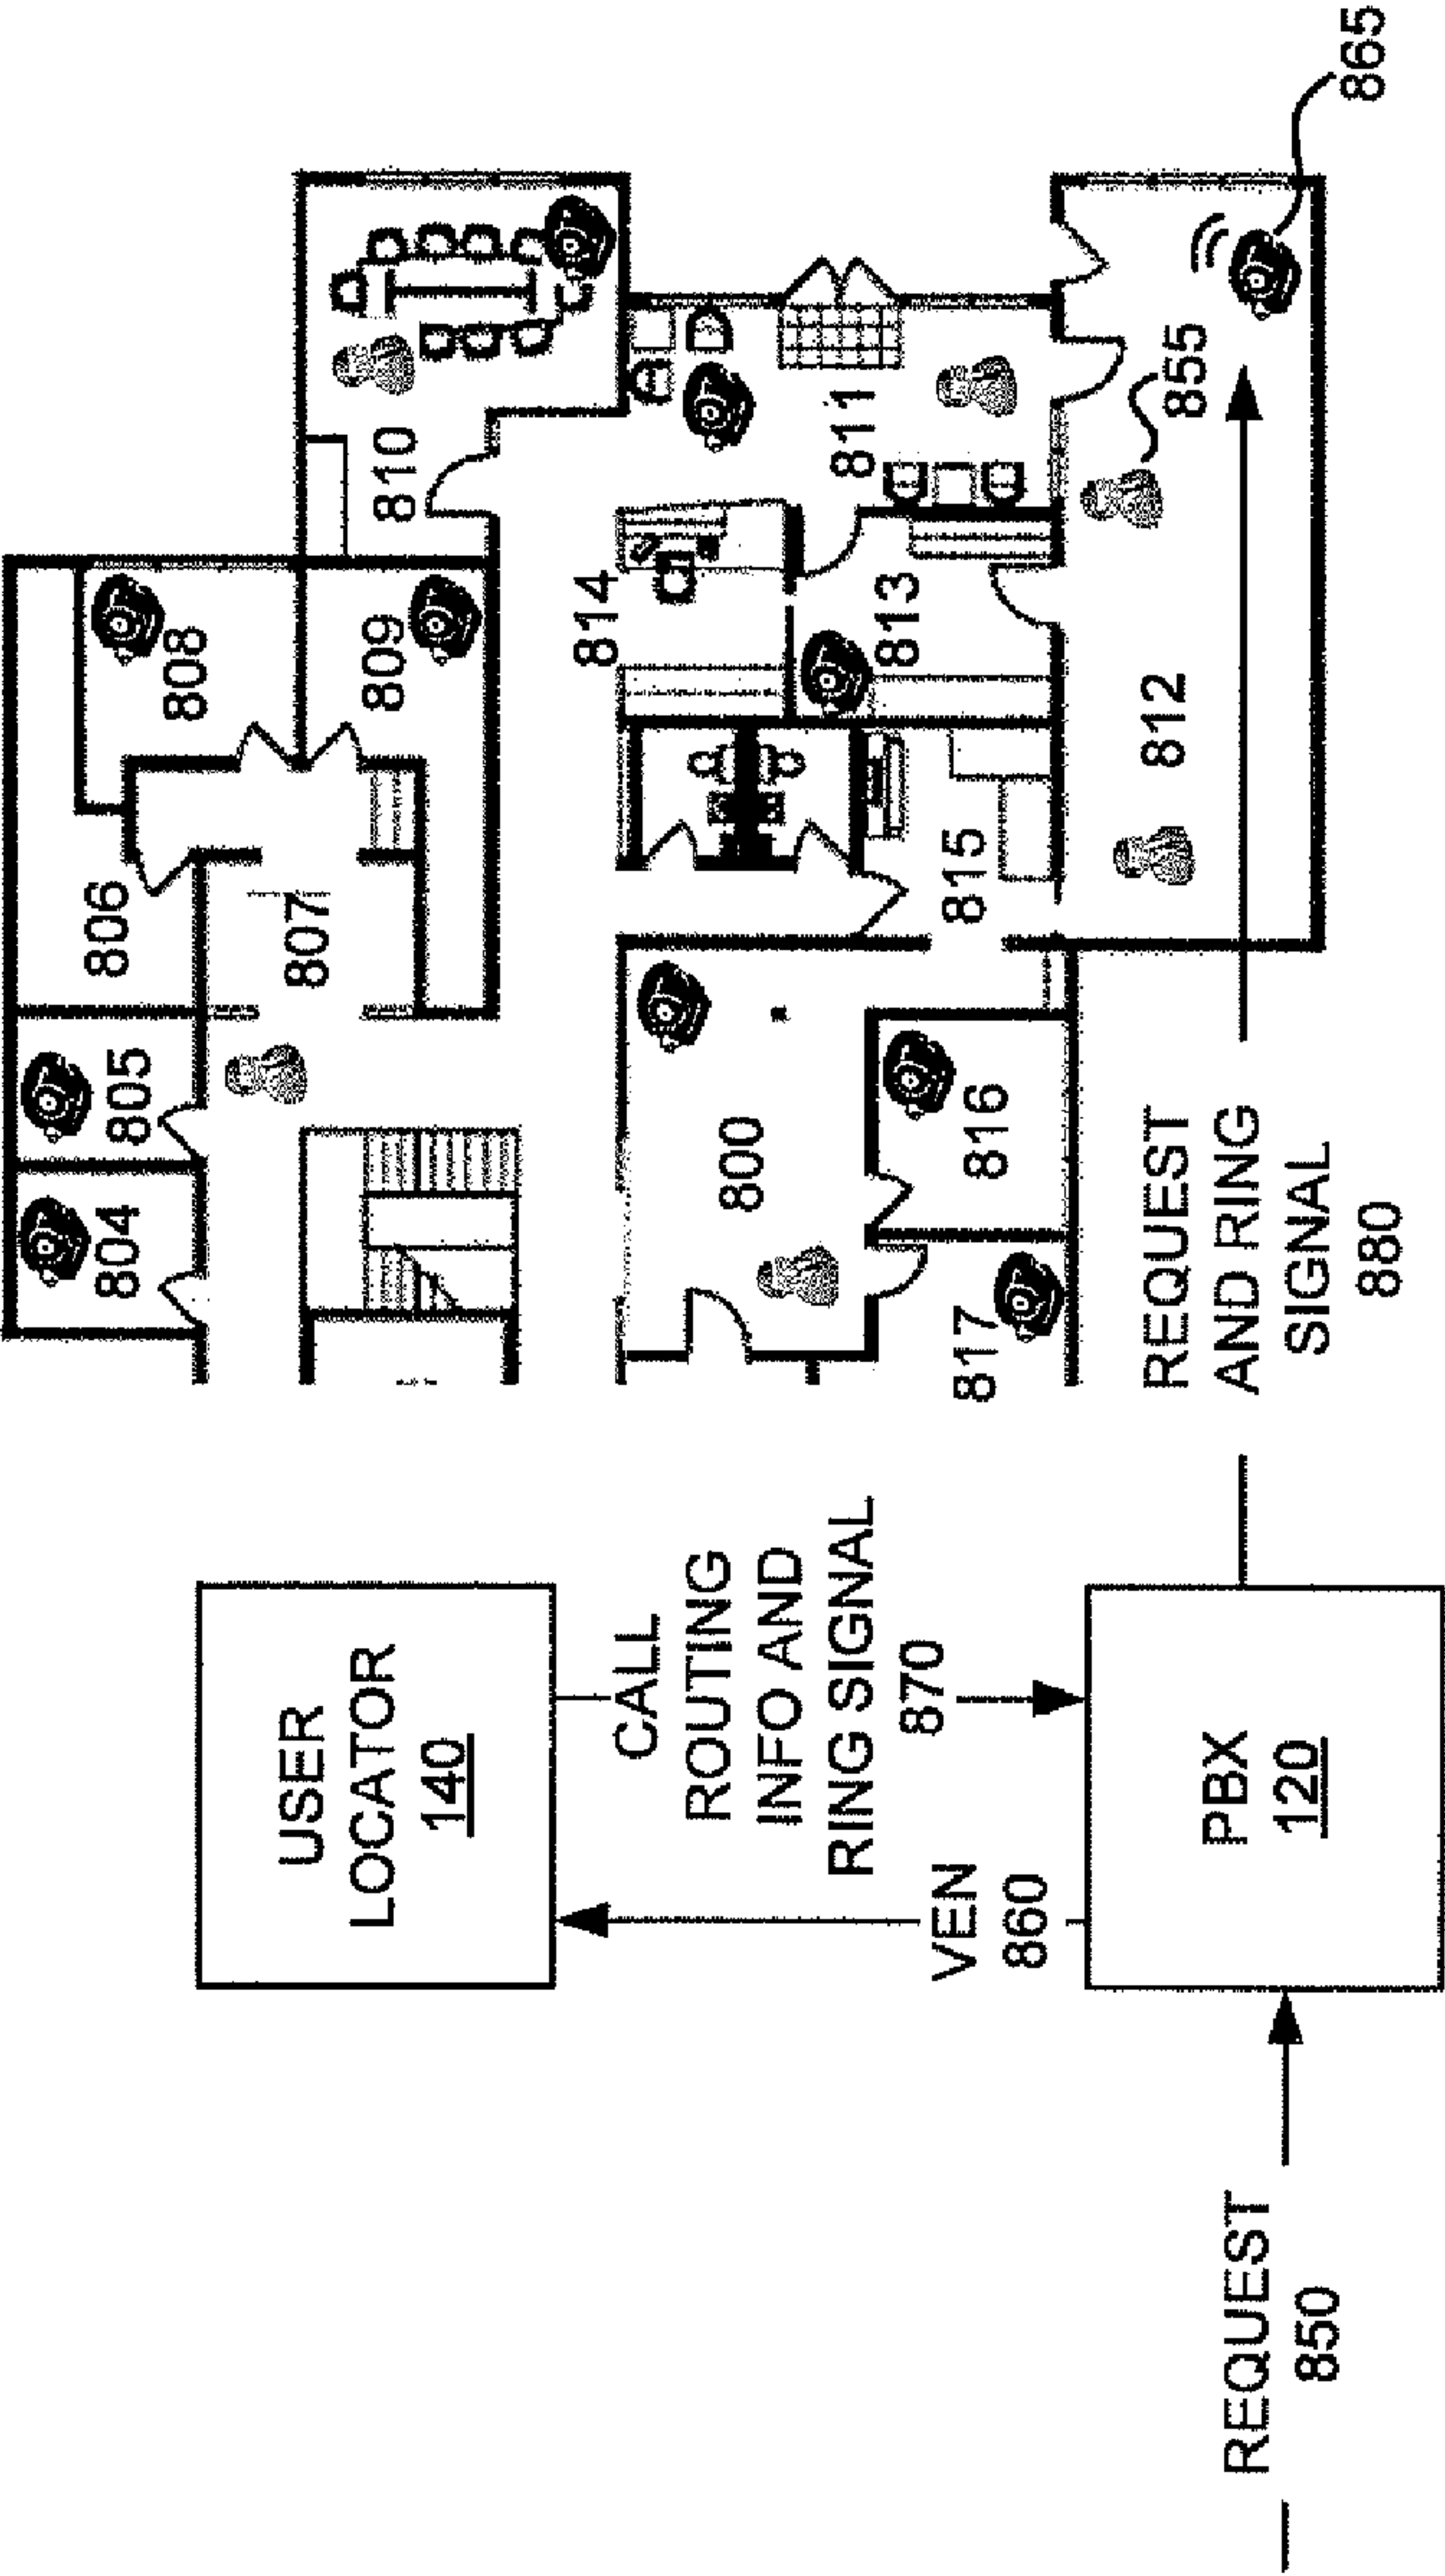 USER
LOCATOR
140
CALL
ROUTING
INFO AND
RING SIGNAL
870
VEN
860
PBX
120
REQUEST
850
REQUEST
AND RING
SIGNAL
880
804
805
806
807
808
809
810
814
811
813
800
815
816
817
812
855
865